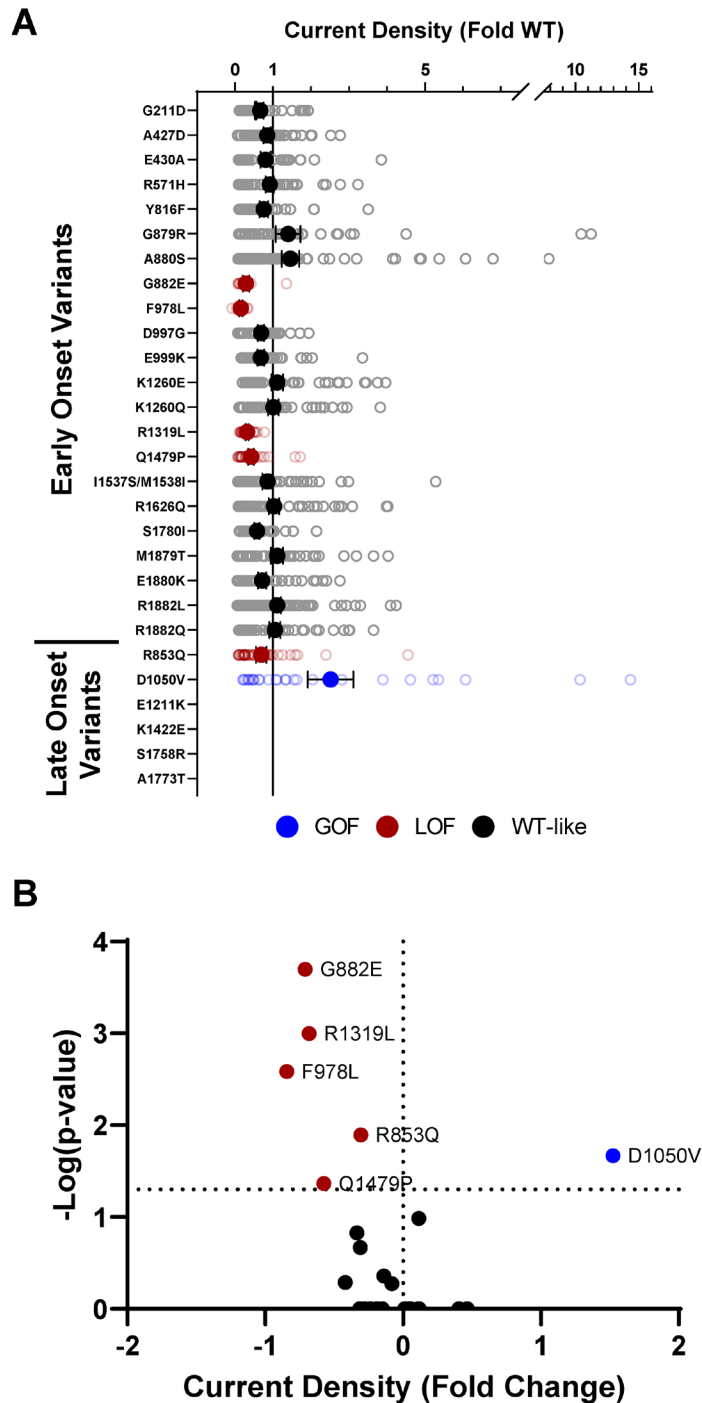 A
Current Density (Fold WT)
0 1 5 10 15
Early Onset Variants
G211D
A427D
E430A
R571H
Y816F
G879R
A880S
G882E
F978L
D997G
E999K
K1260E
K1260Q
R1319L
Q1479P
I1537S/M1538I
R1626Q
S1780I
M1879T
E1880K
R1882L
R1882Q
Late Onset
Variants
R853Q
D1050V
E1211K
K1422E
S1758R
A1773T
GOF LOF WT-like
B
-Log(p-value)
4
3
2
1
0
G882E
R1319L
F978L
R853Q
D1050V
Q1479P
-2 -1 0 1 2
Current Density (Fold Change)